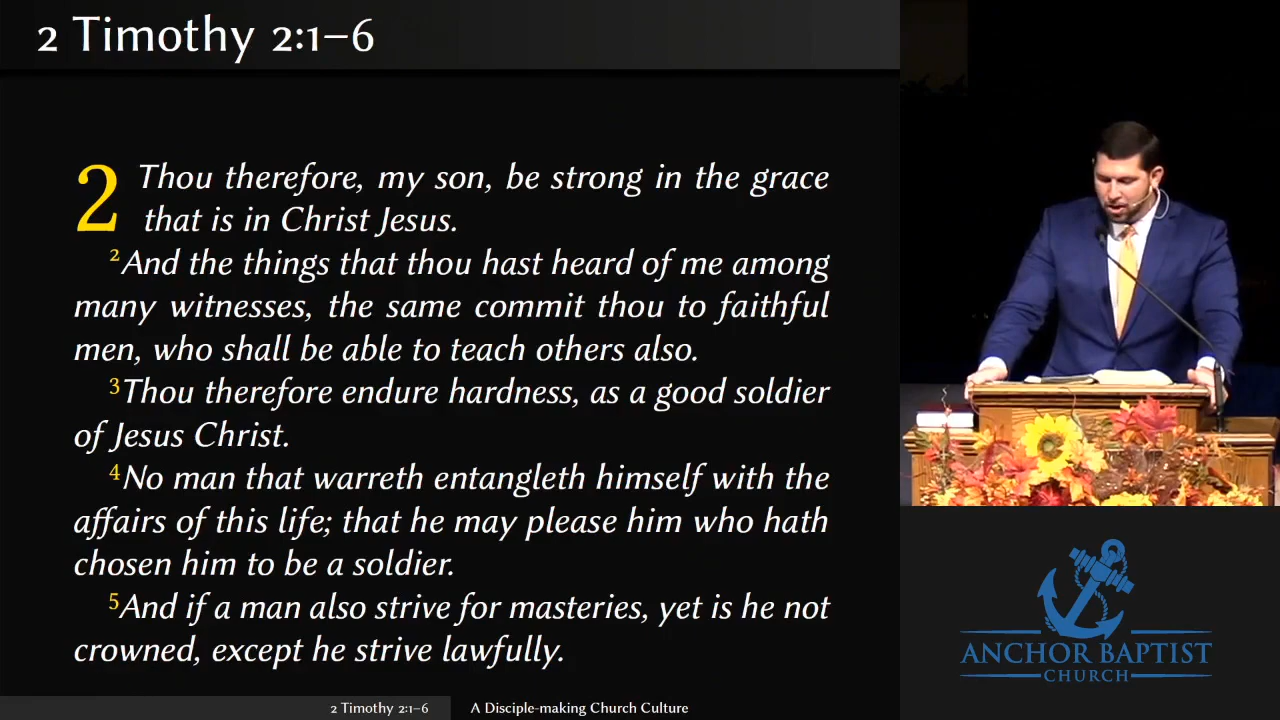 2 Timothy 2:1–6
2 Thou therefore, my son, be strong in the grace
that is in Christ Jesus.
2And the things that thou hast heard of me among
many witnesses, the same commit thou to faithful
men, who shall be able to teach others also.
3Thou therefore endure hardness, as a good soldier
of Jesus Christ.
4No man that warreth entangleth himself with the
affairs of this life; that he may please him who hath
chosen him to be a soldier.
5And if a man also strive for masteries, yet is he not
crowned, except he strive lawfully.
2 Timothy 2:1–6
A Disciple-making Church Culture
ANCHOR BAPTIST
CHURCH